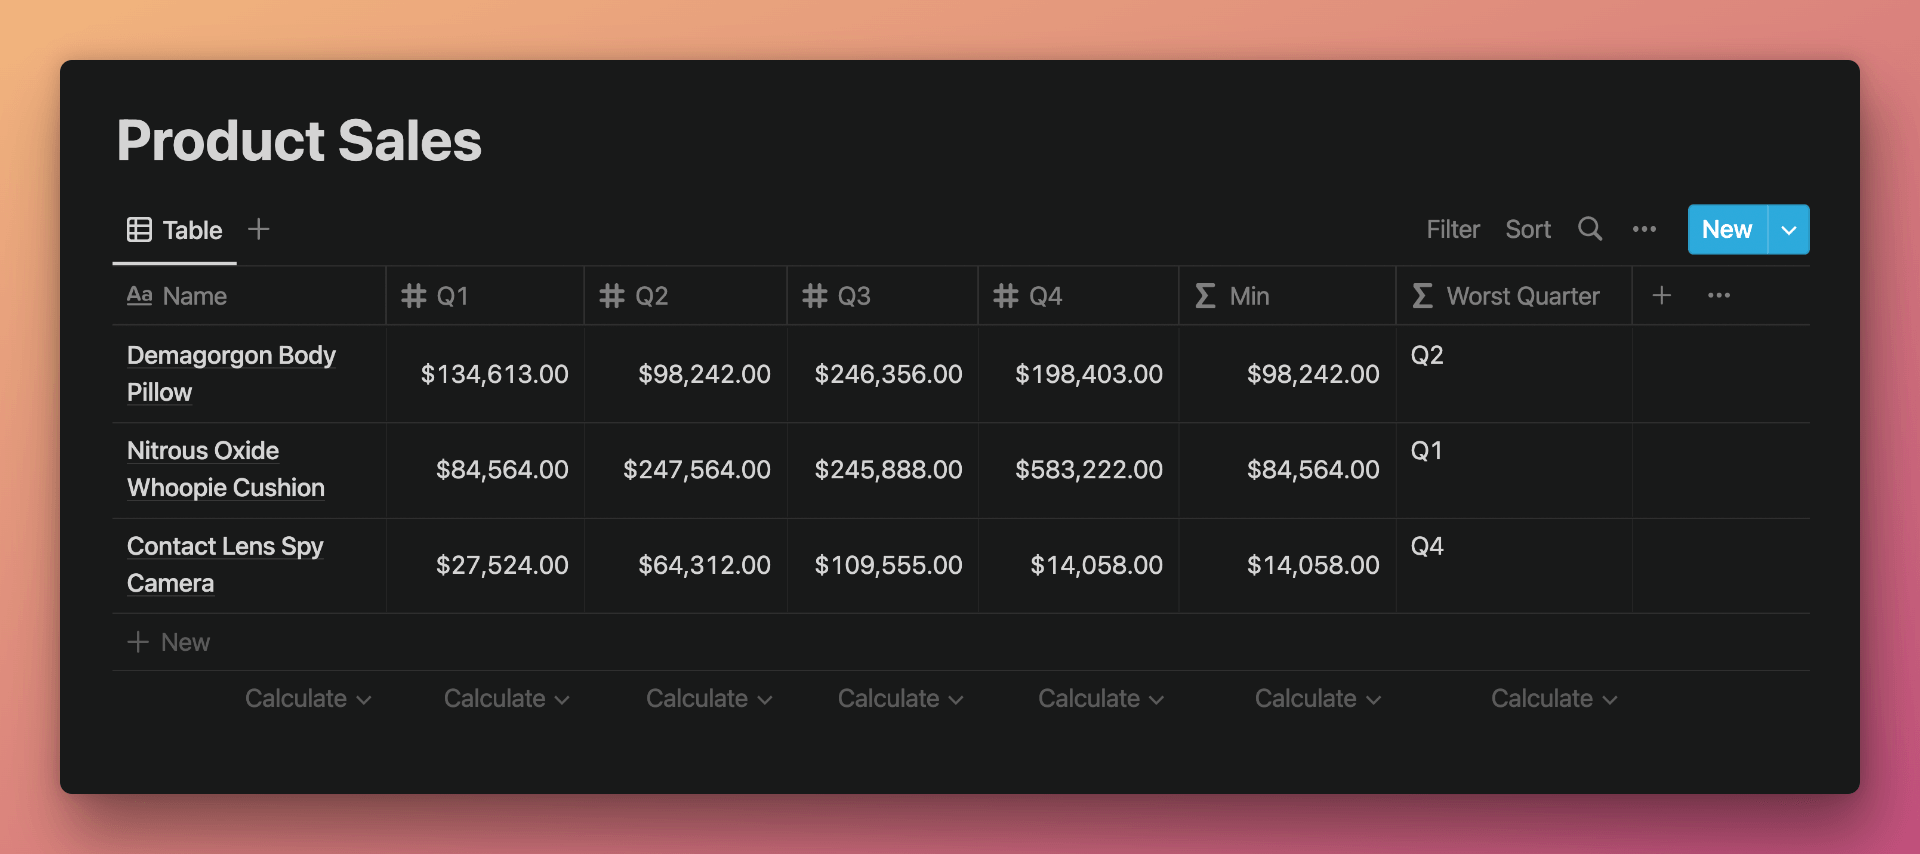 Product Sales
Table
Filter Sort New
Aa Name Q1 Q2 Q3 Q4 Σ Min Σ Worst Quarter
Demagorgon Body
Pillow
$134,613.00 $98,242.00 $246,356.00 $198,403.00 $98,242.00 Q2
Nitrous Oxide
Whoopie Cushion
$84,564.00 $247,564.00 $245,888.00 $583,222.00 $84,564.00 Q1
Contact Lens Spy
Camera
$27,524.00 $64,312.00 $109,555.00 $14,058.00 $14,058.00 Q4
New
Calculate Calculate Calculate Calculate Calculate Calculate Calculate